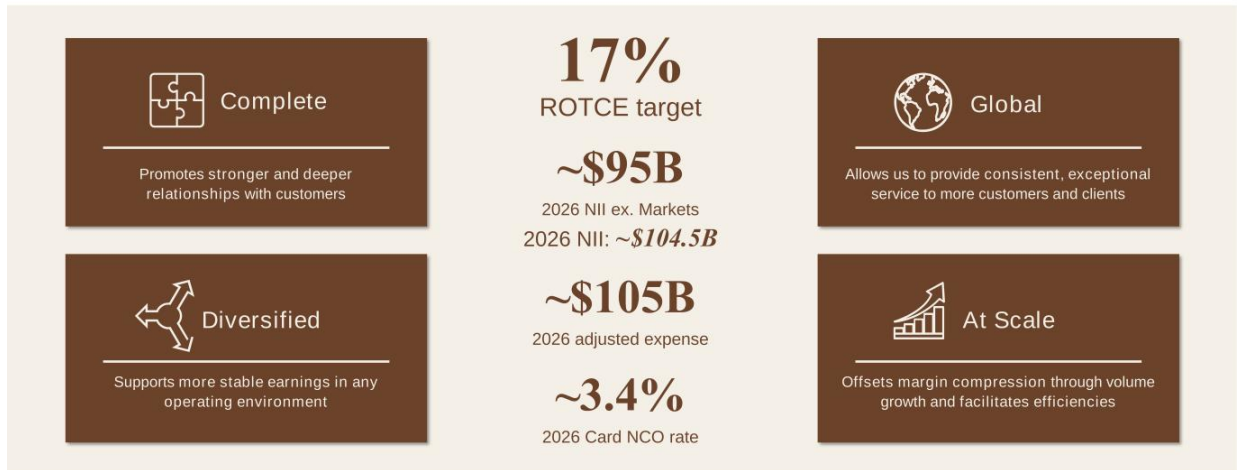 Complete
Promotes stronger and deeper
relationships with customers
Diversified
Supports more stable earnings in any
operating environment
17%
ROTCE target
~$95B
2026 NII ex. Markets
2026 NII: ~$104.5B
~$105B
2026 adjusted expense
~3.4%
2026 Card NCO rate
Global
Allows us to provide consistent, exceptional
service to more customers and clients
At Scale
Offsets margin compression through volume
growth and facilitates efficiencies